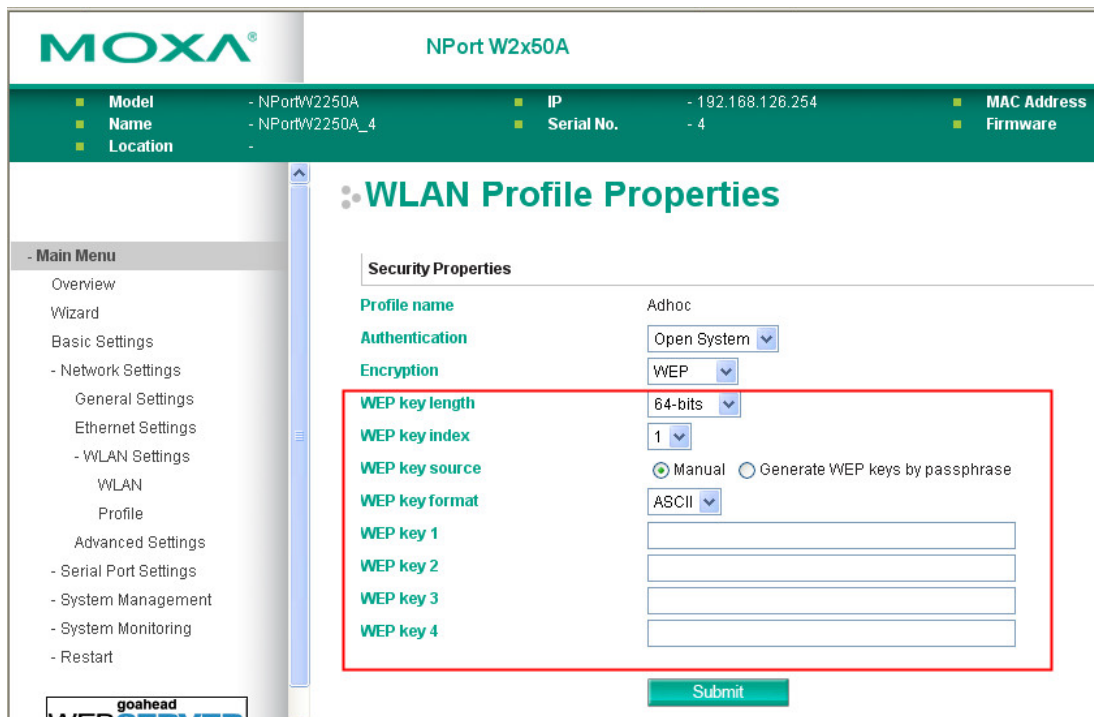 MOXA®
NPort W2x50A
Model - NPortW2250A IP - 192.168.126.254 MAC Address
Name - NPortW2250A_4 Serial No. - 4 Firmware
Location -
WLAN Profile Properties
- Main Menu
Overview
Wizard
Basic Settings
- Network Settings
General Settings
Ethernet Settings
- WLAN Settings
WLAN
Profile
Advanced Settings
- Serial Port Settings
- System Management
- System Monitoring
- Restart
goahead
WEBSERVER
Security Properties
Profile name Adhoc
Authentication Open System
Encryption WEP
WEP key length 64-bits
WEP key index 1
WEP key source Manual Generate WEP keys by passphrase
WEP key format ASCII
WEP key 1
WEP key 2
WEP key 3
WEP key 4
Submit